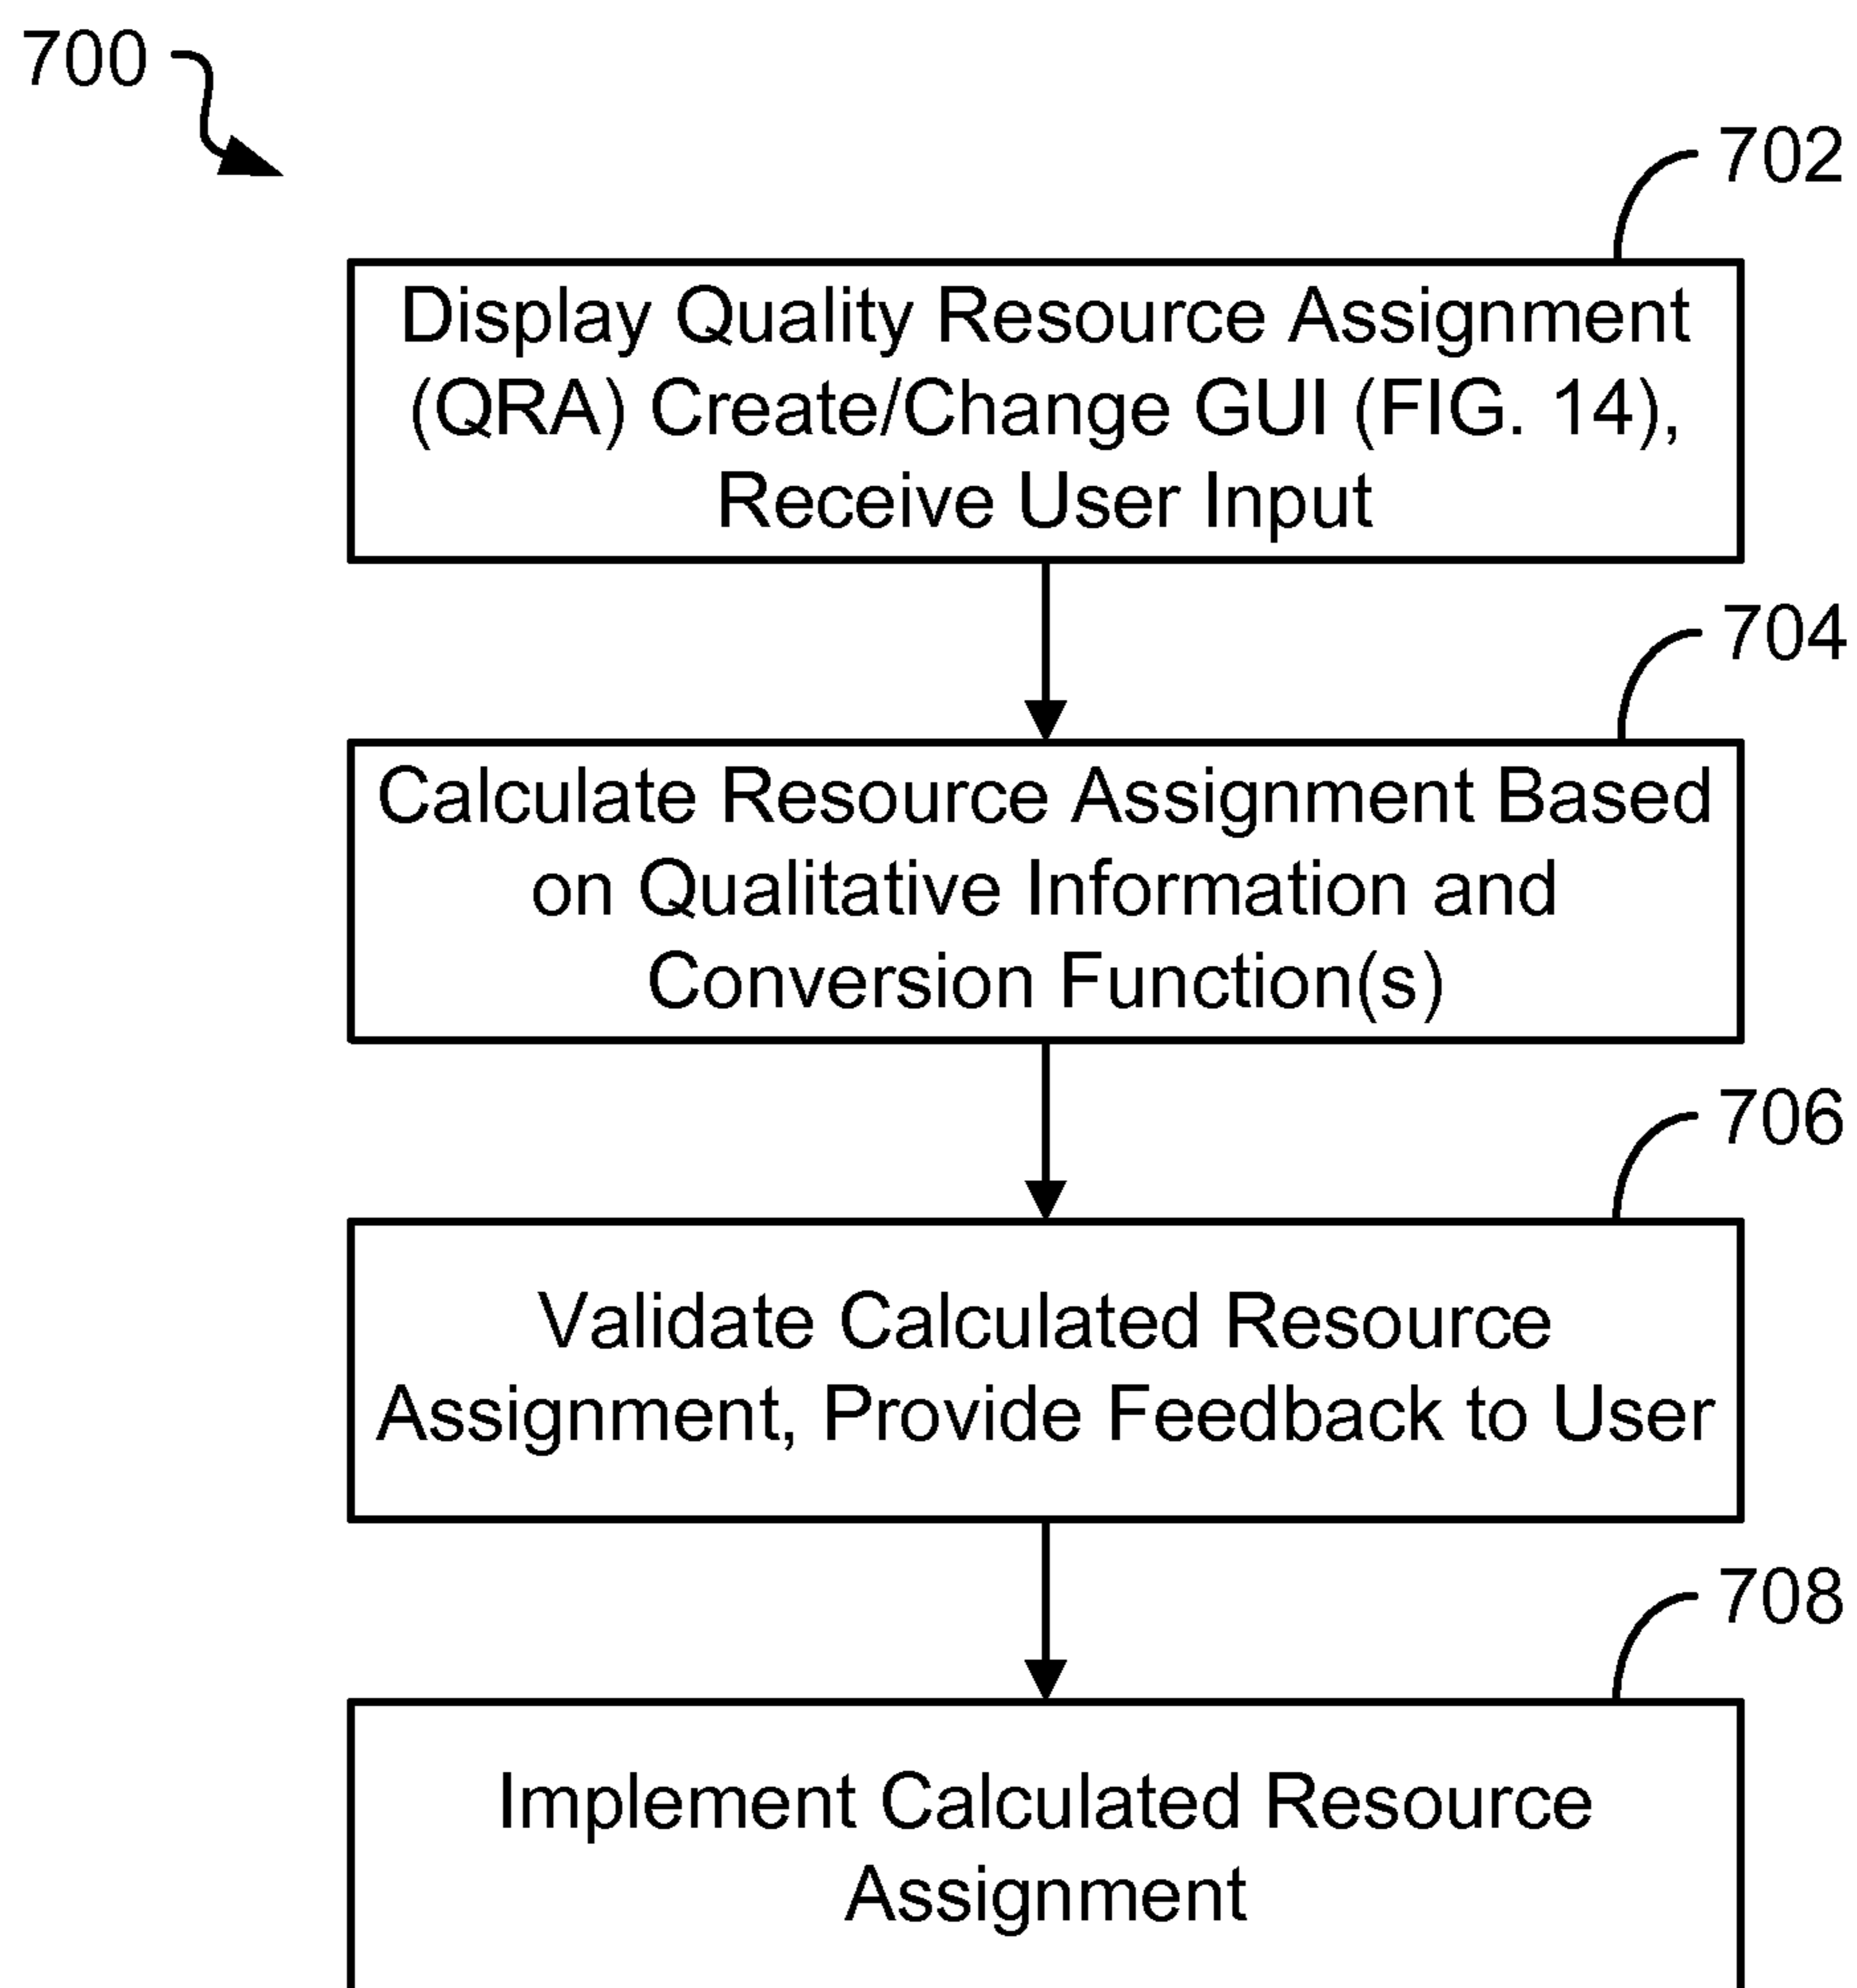 700
702
Display Quality Resource Assignment
(QRA) Create/Change GUI (FIG. 14),
Receive User Input
704
Calculate Resource Assignment Based
on Qualitative Information and
Conversion Function(s)
706
Validate Calculated Resource
Assignment, Provide Feedback to User
708
Implement Calculated Resource
Assignment